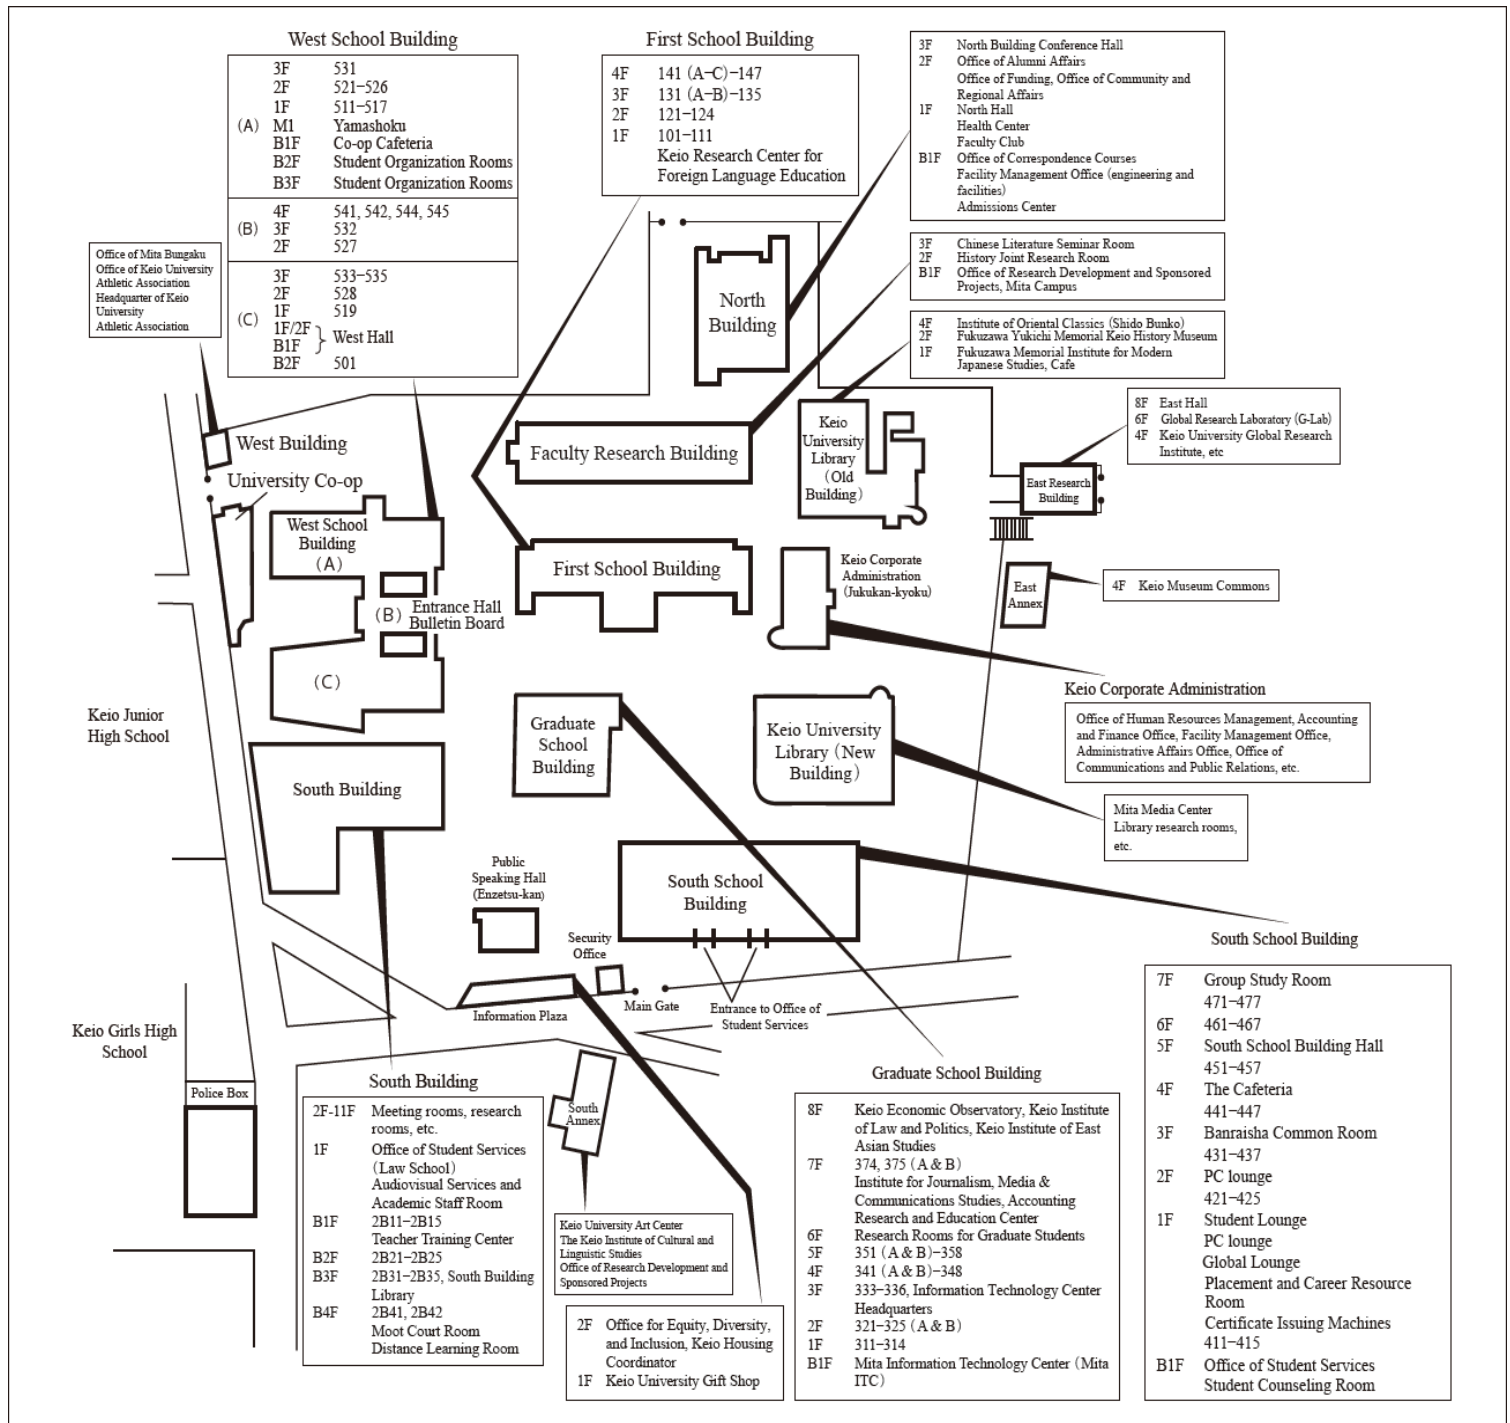 West School Building
3F 531
2F 521−526
1F 511−517
(A) M1 Yamashoku
B1F Co-op Cafeteria
B2F Student Organization Rooms
B3F Student Organization Rooms
4F 541, 542, 544, 545
(B) 3F 532
2F 527
3F 533−535
2F 528
(C) 1F 519
1F/2F
B1F West Hall
B2F 501
First School Building
4F 141 (A−C)−147
3F 131 (A−B)−135
2F 121−124
1F 101−111
Keio Research Center for
Foreign Language Education
3F North Building Conference Hall
2F Office of Alumni Affairs
Office of Funding, Office of Community and
Regional Affairs
1F North Hall
Health Center
Faculty Club
B1F Office of Correspondence Courses
Facility Management Office (engineering and
facilities)
Admissions Center
3F Chinese Literature Seminar Room
2F History Joint Research Room
B1F Office of Research Development and Sponsored
Projects, Mita Campus
4F Institute of Oriental Classics (Shido Bunko)
2F Fukuzawa Yukichi Memorial Keio History Museum
1F Fukuzawa Memorial Institute for Modern
Japanese Studies, Cafe
8F East Hall
6F Global Research Laboratory (G-Lab)
4F Keio University Global Research
Institute, etc
Office of Mita Bungaku
Office of Keio University
Athletic Association
Headquarter of Keio
University
Athletic Association
North
Building
West Building
University Co-op
Faculty Research Building
Keio
University
Library
(Old
Building)
East Research
Building
West School
Building
(A)
(B)
Entrance Hall
Bulletin Board
(C)
First School Building
Keio Corporate
Administration
(Jukukan-kyoku)
East
Annex
4F Keio Museum Commons
Keio Corporate Administration
Office of Human Resources Management, Accounting
and Finance Office, Facility Management Office,
Administrative Affairs Office, Office of
Communications and Public Relations, etc.
Keio Junior
High School
Graduate
School
Building
Keio University
Library (New
Building)
Mita Media Center
Library research rooms,
etc.
South Building
Public
Speaking Hall
(Enzetsu-kan)
South School
Building
Security
Office
Main Gate
Information Plaza
Entrance to Office of
Student Services
Keio Girls High
School
Police Box
South
Annex
South Building
2F-11F Meeting rooms, research
rooms, etc.
1F Office of Student Services
(Law School)
Audiovisual Services and
Academic Staff Room
B1F 2B11−2B15
Teacher Training Center
B2F 2B21−2B25
B3F 2B31−2B35, South Building
Library
B4F 2B41, 2B42
Moot Court Room
Distance Learning Room
Keio University Art Center
The Keio Institute of Cultural and
Linguistic Studies
Office of Research Development and
Sponsored Projects
2F Office for Equity, Diversity,
and Inclusion, Keio Housing
Coordinator
1F Keio University Gift Shop
Graduate School Building
8F Keio Economic Observatory, Keio Institute
of Law and Politics, Keio Institute of East
Asian Studies
7F 374, 375 (A & B)
Institute for Journalism, Media &
Communications Studies, Accounting
Research and Education Center
6F Research Rooms for Graduate Students
5F 351 (A & B)−358
4F 341 (A & B)−348
3F 333−336, Information Technology Center
Headquarters
2F 321−325 (A & B)
1F 311−314
B1F Mita Information Technology Center (Mita
ITC)
South School Building
7F Group Study Room
471−477
6F 461−467
5F South School Building Hall
451−457
4F The Cafeteria
441−447
3F Banraisha Common Room
431−437
2F PC lounge
421−425
1F Student Lounge
PC lounge
Global Lounge
Placement and Career Resource
Room
Certificate Issuing Machines
411−415
B1F Office of Student Services
Student Counseling Room